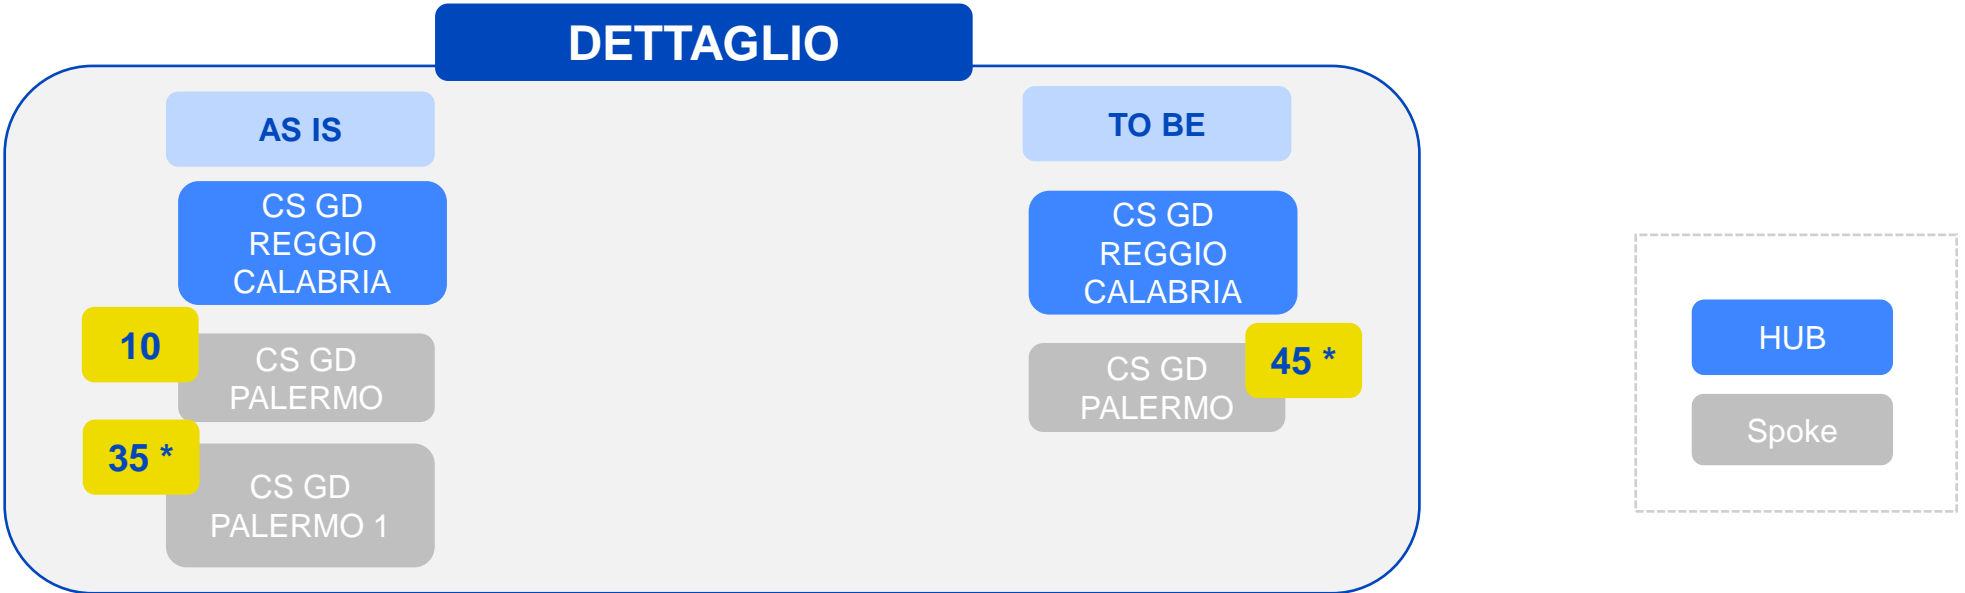 DETTAGLIO
AS IS
CS GD
REGGIO
CALABRIA
10
CS GD
PALERMO
35 *
CS GD
PALERMO 1
TO BE
CS GD
REGGIO
CALABRIA
CS GD
PALERMO
45 *
HUB
Spoke